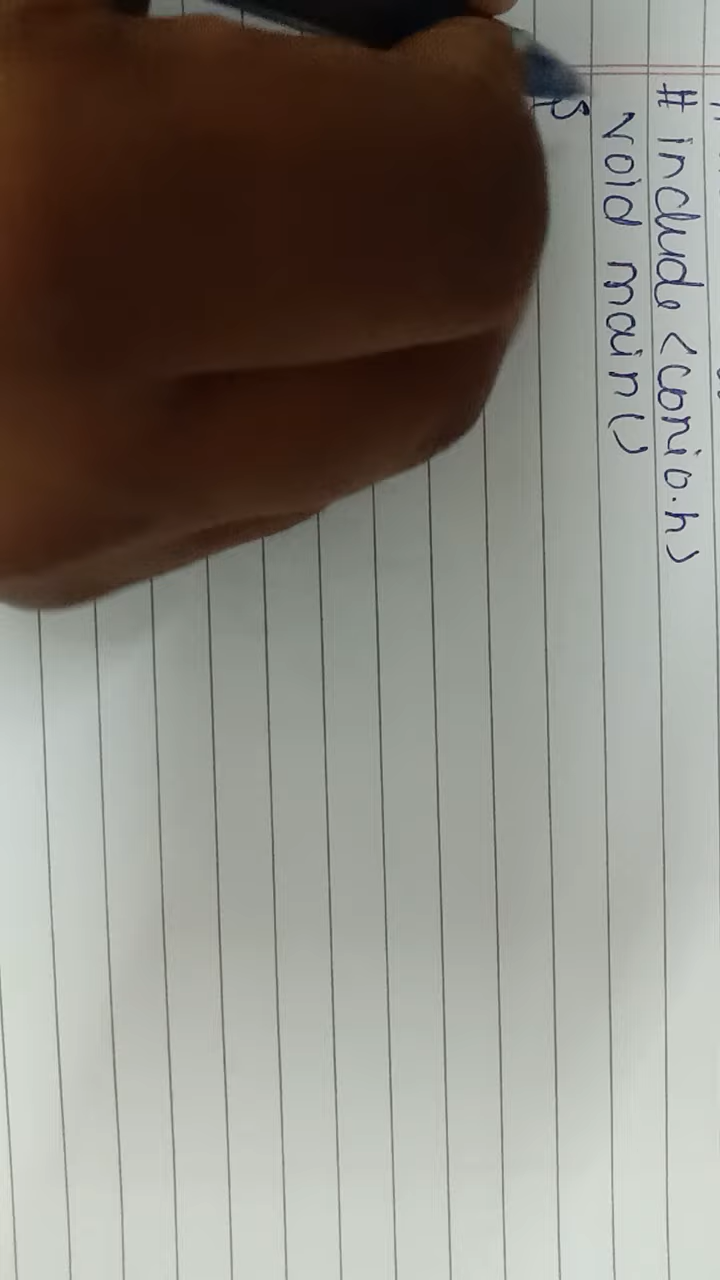 # include <conio.h>
void main()
{